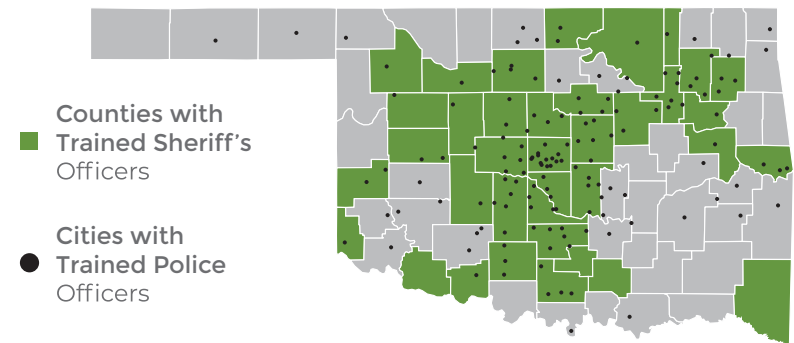 Counties with
Trained Sheriff's
Officers
Cities with
Trained Police
Officers